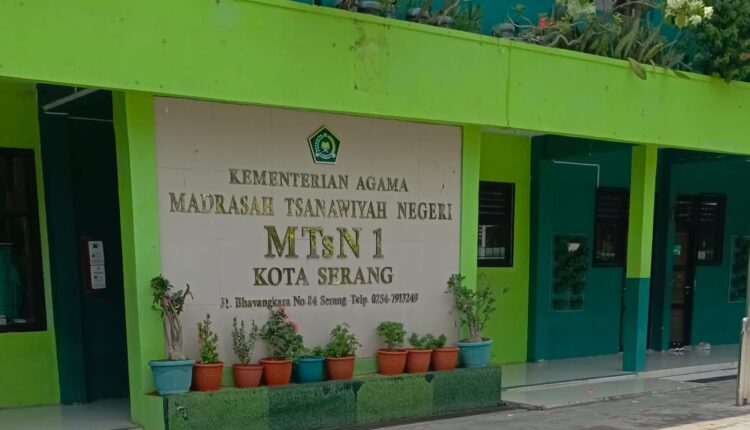 KEMENTERIAN AGAMA
MADRASAH TSANAWIYAH NEGERI
MTsN 1
KOTA SERANG
JL. Bhayangkara No.84 Serang Telp. 0254-7913249